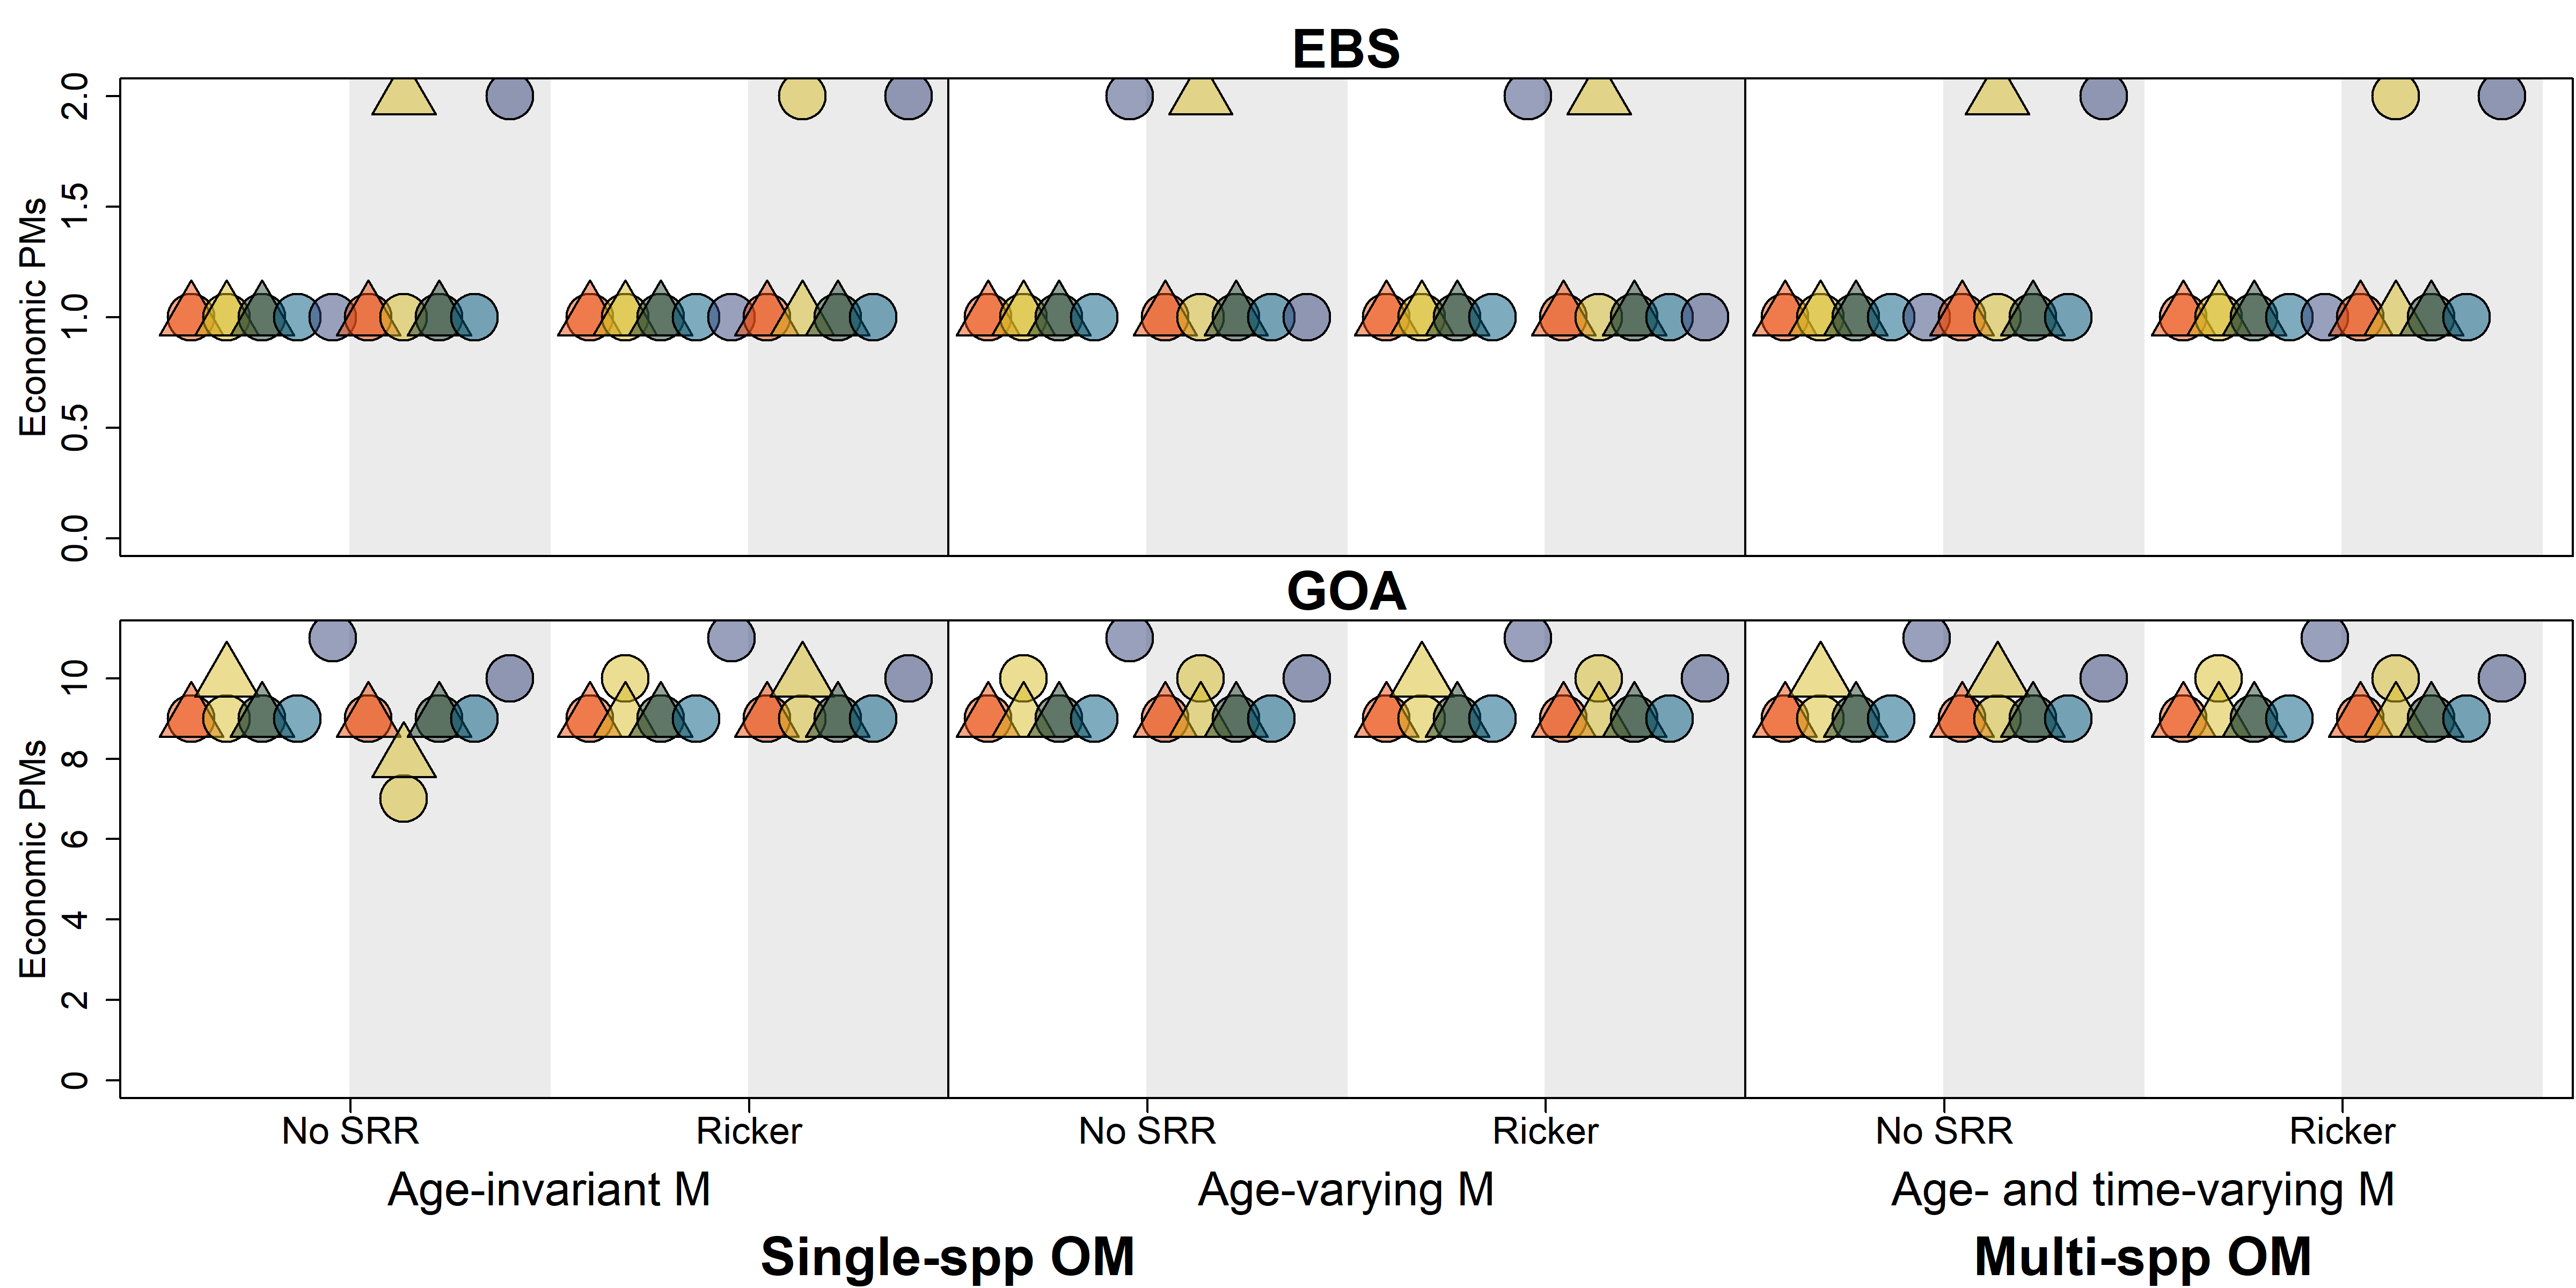 EBS
Economic PMs
2.0
1.5
1.0
0.5
0.0
GOA
Economic PMs
10
8
6
4
2
0
No SRR Ricker No SRR Ricker No SRR Ricker
Age-invariant M Age-varying M Age- and time-varying M
Single-spp OM Multi-spp OM